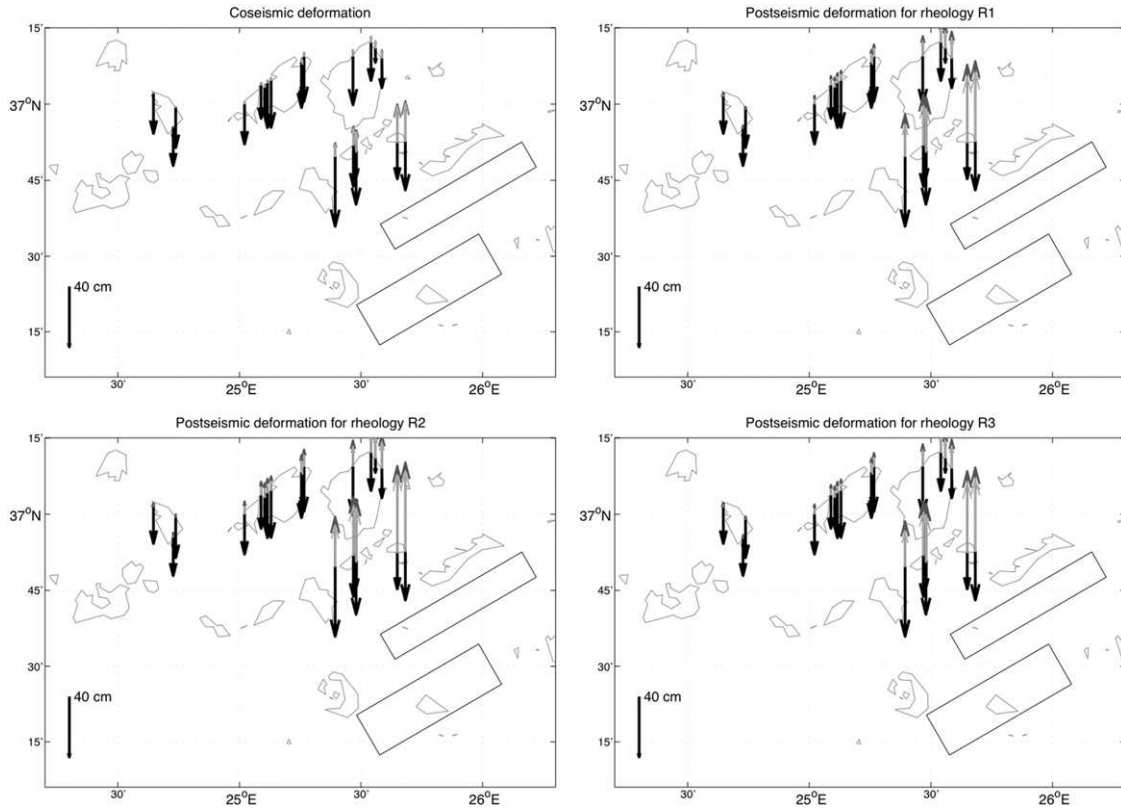 Coseismic deformation
15'
37°N
45'
30'
15'
40 cm
30'
25°E
30'
26°E
Postseismic deformation for rheology R1
15'
37°N
45'
30'
15'
40 cm
30'
25°E
30'
26°E
Postseismic deformation for rheology R2
15'
37°N
45'
30'
15'
40 cm
30'
25°E
30'
26°E
Postseismic deformation for rheology R3
15'
37°N
45'
30'
15'
40 cm
30'
25°E
30'
26°E